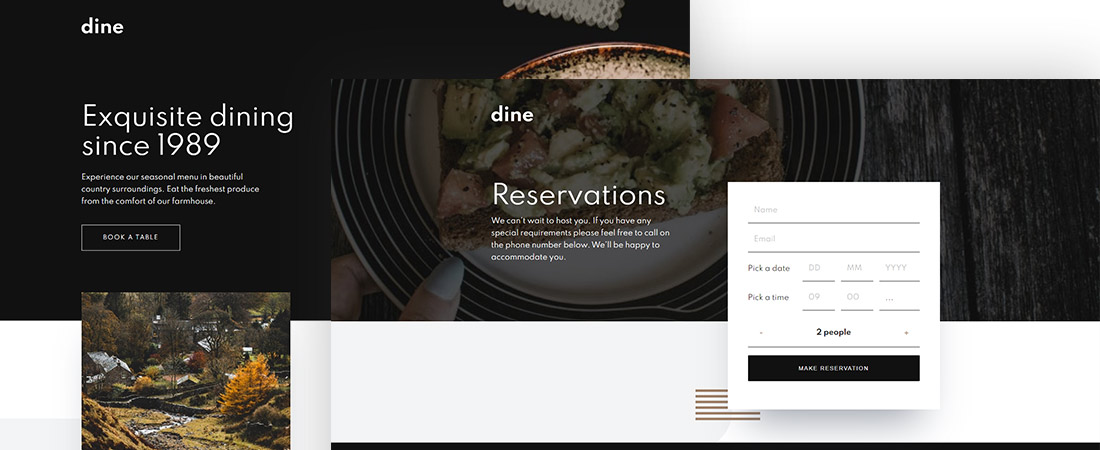 dine
Exquisite dining
since 1989
Experience our seasonal menu in beautiful
country surroundings. Eat the freshest produce
from the comfort of our farmhouse.
BOOK A TABLE
dine
Reservations
We can't wait to host you. If you have any
special requirements please feel free to call on
the phone number below. We'll be happy to
accommodate you.
Name
Email
Pick a date DD MM YYYY
Pick a time 09 00 ...
- 2 people +
MAKE RESERVATION